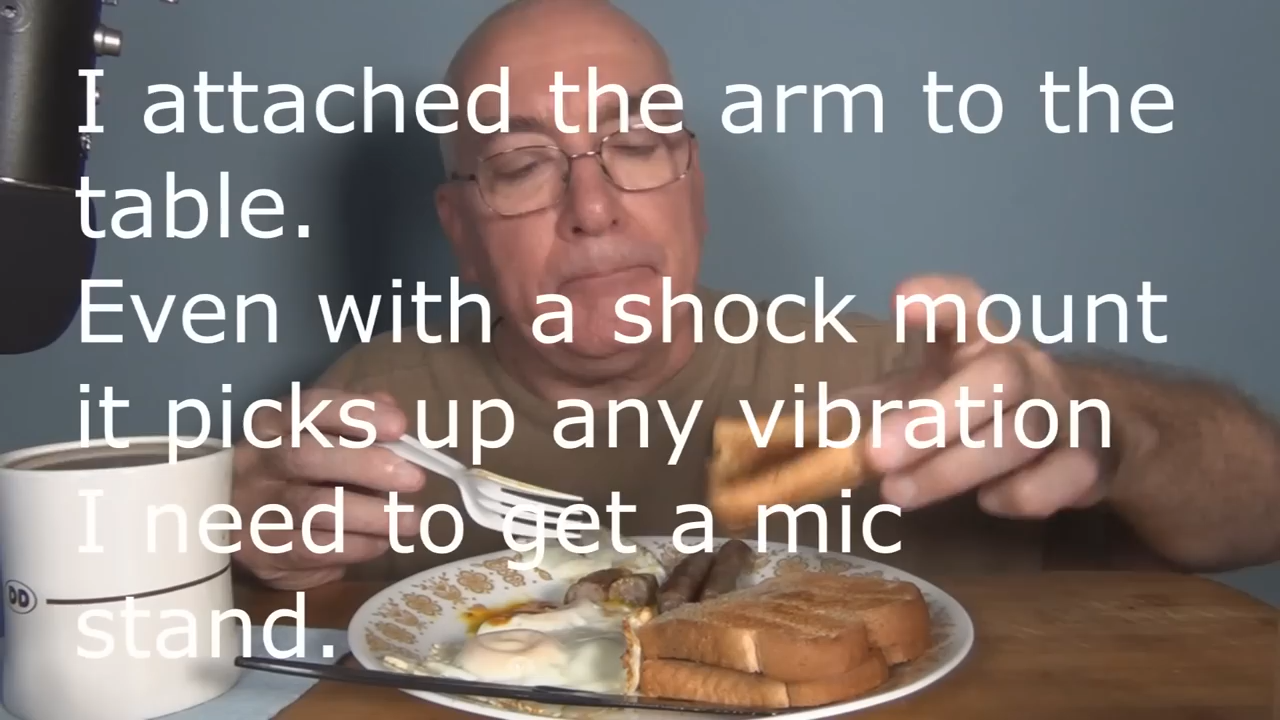 I attached the arm to the
table.
Even with a shock mount
it picks up any vibration
I need to get a mic
stand.
DD